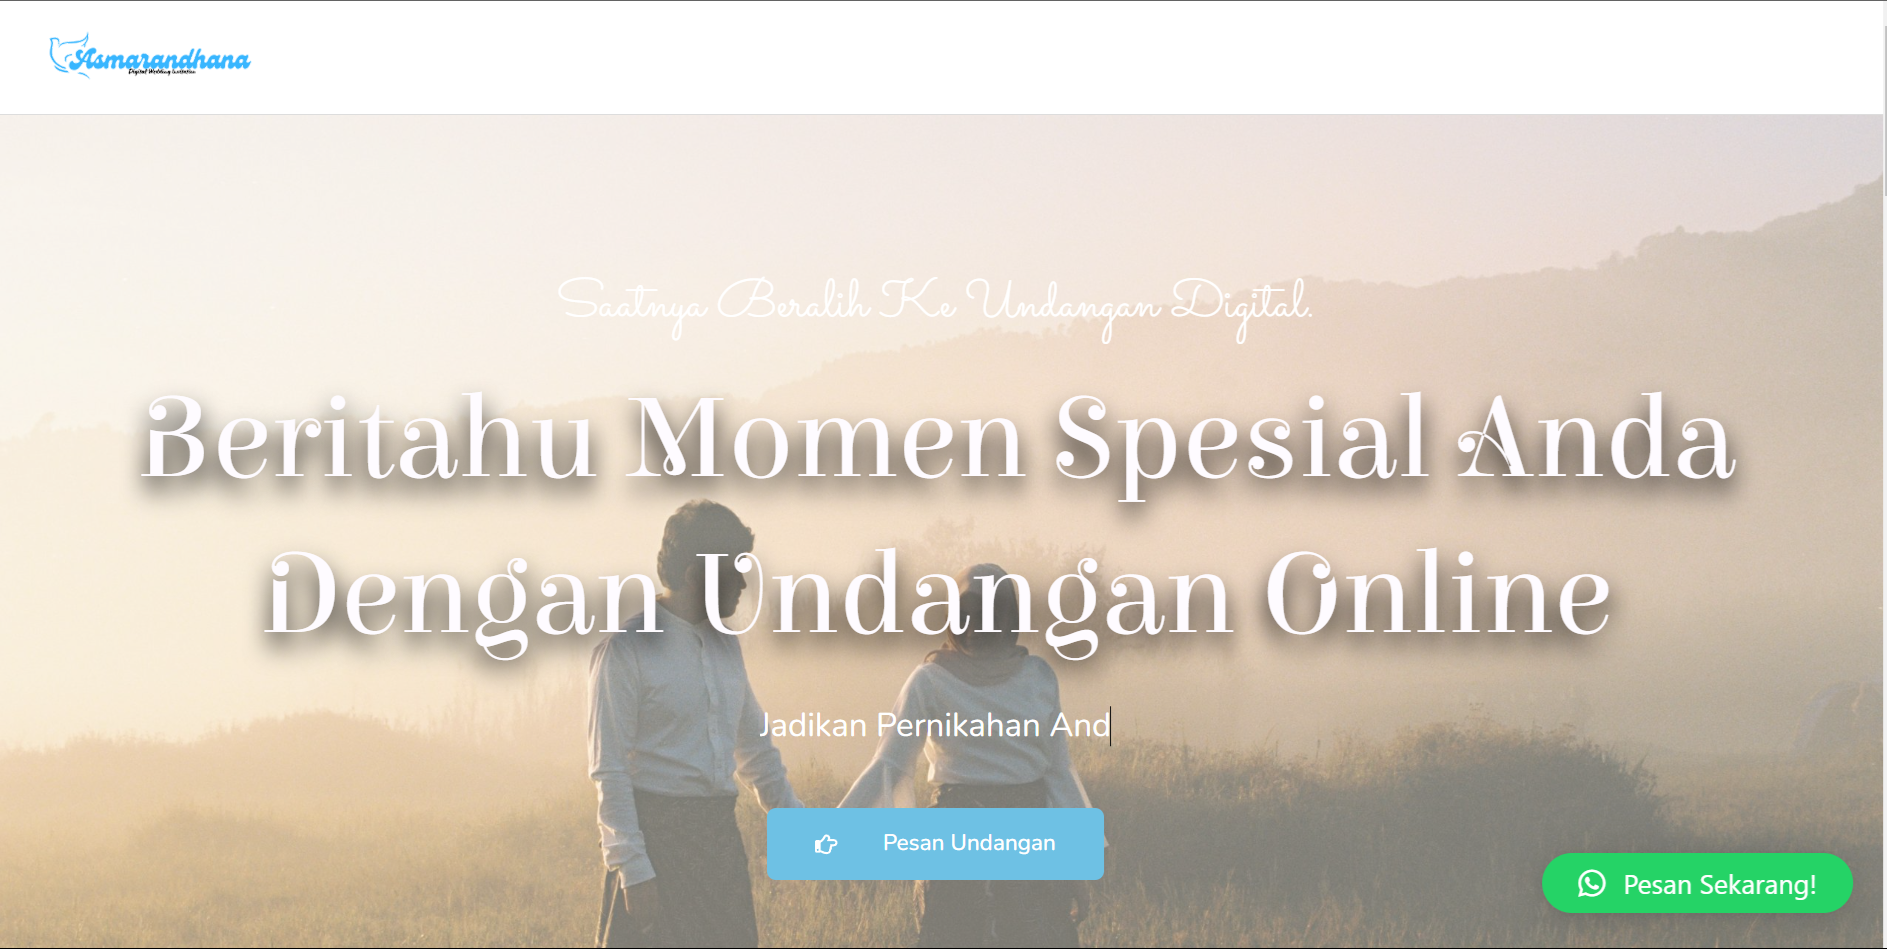 Asmarandhana
Digital Wedding Invitation
Saatnya Beralih Ke Undangan Digital.
Beritahu Momen Spesial Anda
Dengan Undangan Online
Jadikan Pernikahan And
Pesan Undangan
Pesan Sekarang!